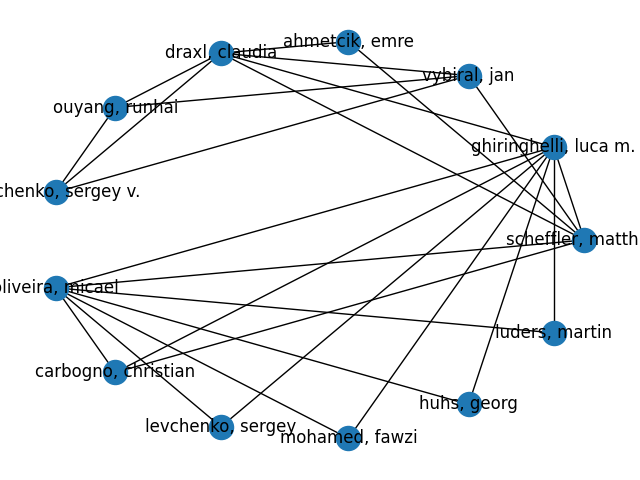 ahmetcik, emre
draxl, claudia
vybiral, jan
ouyang, runhai
ghiringhelli, luca m.
chenko, sergey v.
scheffler, matth
oliveira, micael
luders, martin
carbogno, christian
huhs, georg
levchenko, sergey
mohamed, fawzi